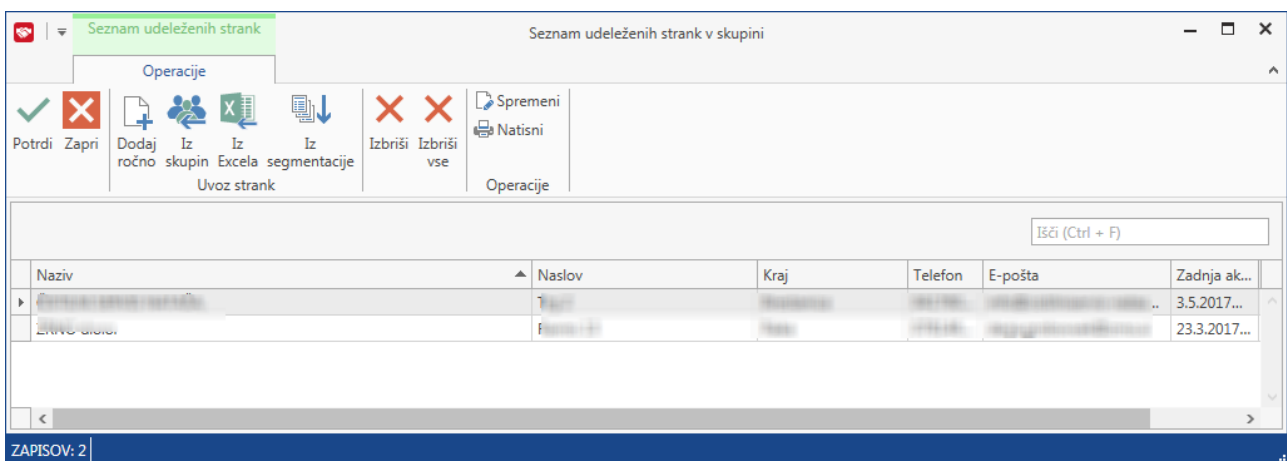 Seznam udeleženih strank
Seznam udeleženih strank v skupini
Operacije
Potrdi Zapri
Dodaj ročno
Iz skupin
Iz Excela
Iz segmentacije
Uvoz strank
Izbriši
Izbriši vse
Spremeni
Natisni
Operacije
Išči (Ctrl + F)
Naziv Naslov Kraj Telefon E-pošta Zadnja ak...
3.5.2017...
23.3.2017...
ZAPISOV: 2